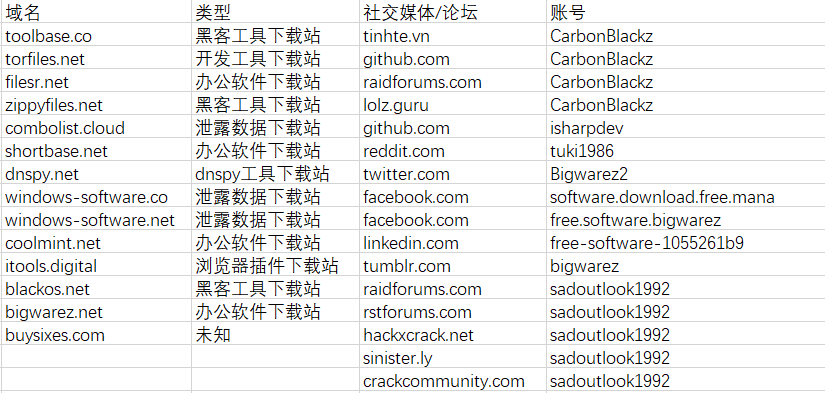 域名 类型 社交媒体/论坛 账号
toolbase.co 黑客工具下载站 tinhte.vn CarbonBlackz
torfiles.net 开发工具下载站 github.com CarbonBlackz
filesr.net 办公软件下载站 raidforums.com CarbonBlackz
zippyfiles.net 黑客工具下载站 lolz.guru CarbonBlackz
combolist.cloud 泄露数据下载站 github.com isharpdev
shortbase.net 办公软件下载站 reddit.com tuki1986
dnspy.net dnspy工具下载站 twitter.com Bigwarez2
windows-software.co 泄露数据下载站 facebook.com software.download.free.mana
windows-software.net 泄露数据下载站 facebook.com free.software.bigwarez
coolmint.net 办公软件下载站 linkedin.com free-software-1055261b9
itools.digital 浏览器插件下载站 tumblr.com bigwarez
blackos.net 黑客工具下载站 raidforums.com sadoutlook1992
bigwarez.net 办公软件下载站 rstforums.com sadoutlook1992
buysixes.com 未知 hackxcrack.net sadoutlook1992
sinister.ly sadoutlook1992
crackcommunity.com sadoutlook1992